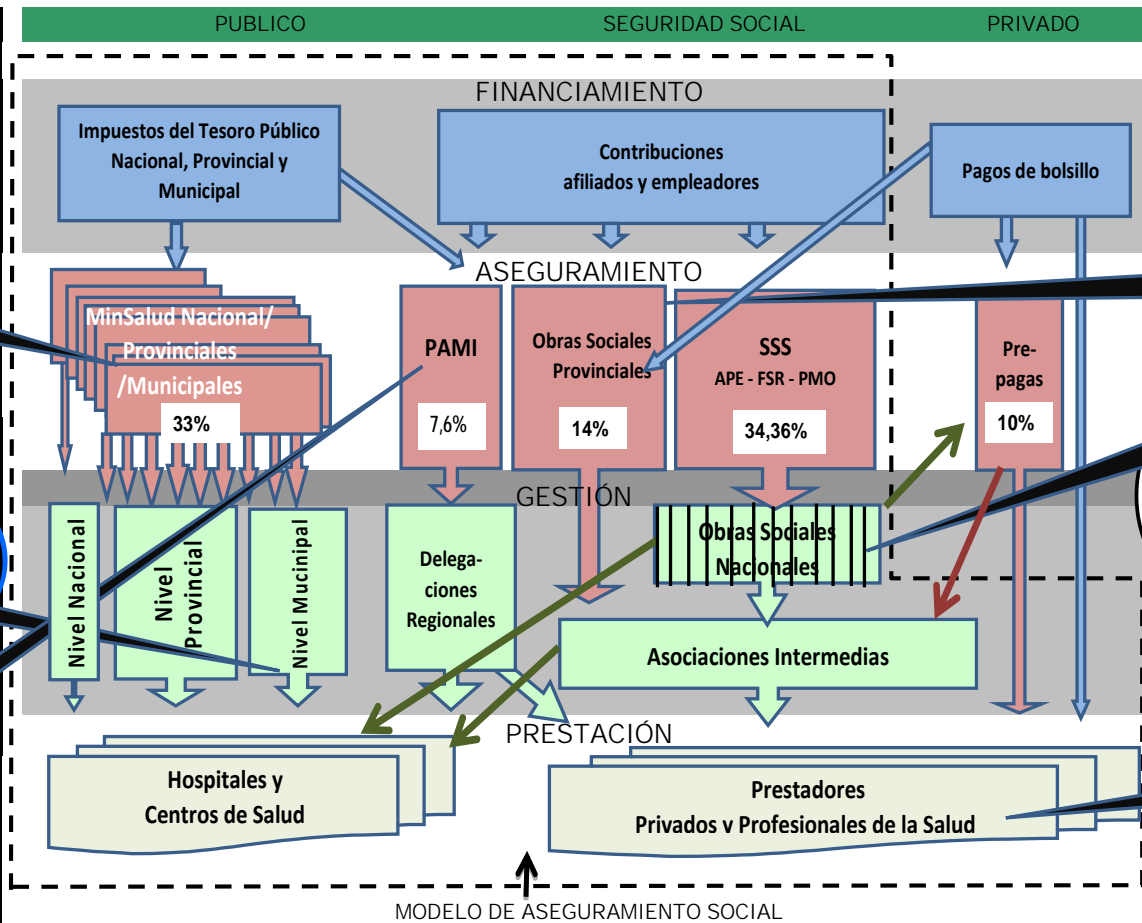 PUBLICO
SEGURIDAD SOCIAL
PRIVADO
FINANCIAMIENTO
Impuestos del Tesoro Público
Nacional, Provincial y
Municipal
Contribuciones
afiliados y empleadores
Pagos de bolsillo
ASEGURAMIENTO
MinSalud Nacional/
Provinciales
/Municipales
33%
PAMI
7,6%
Obras Sociales
Provinciales
14%
SSS
APE - FSR - PMO
34,36%
Pre-
pagas
10%
GESTIÓN
Nivel Nacional
Nivel
Provincial
Nivel Mucinipal
Delega-
ciones
Regionales
Obras Sociales
Nacionales
Asociaciones Intermedias
PRESTACIÓN
Hospitales y
Centros de Salud
Prestadores
Privados y Profesionales de la Salud
MODELO DE ASEGURAMIENTO SOCIAL